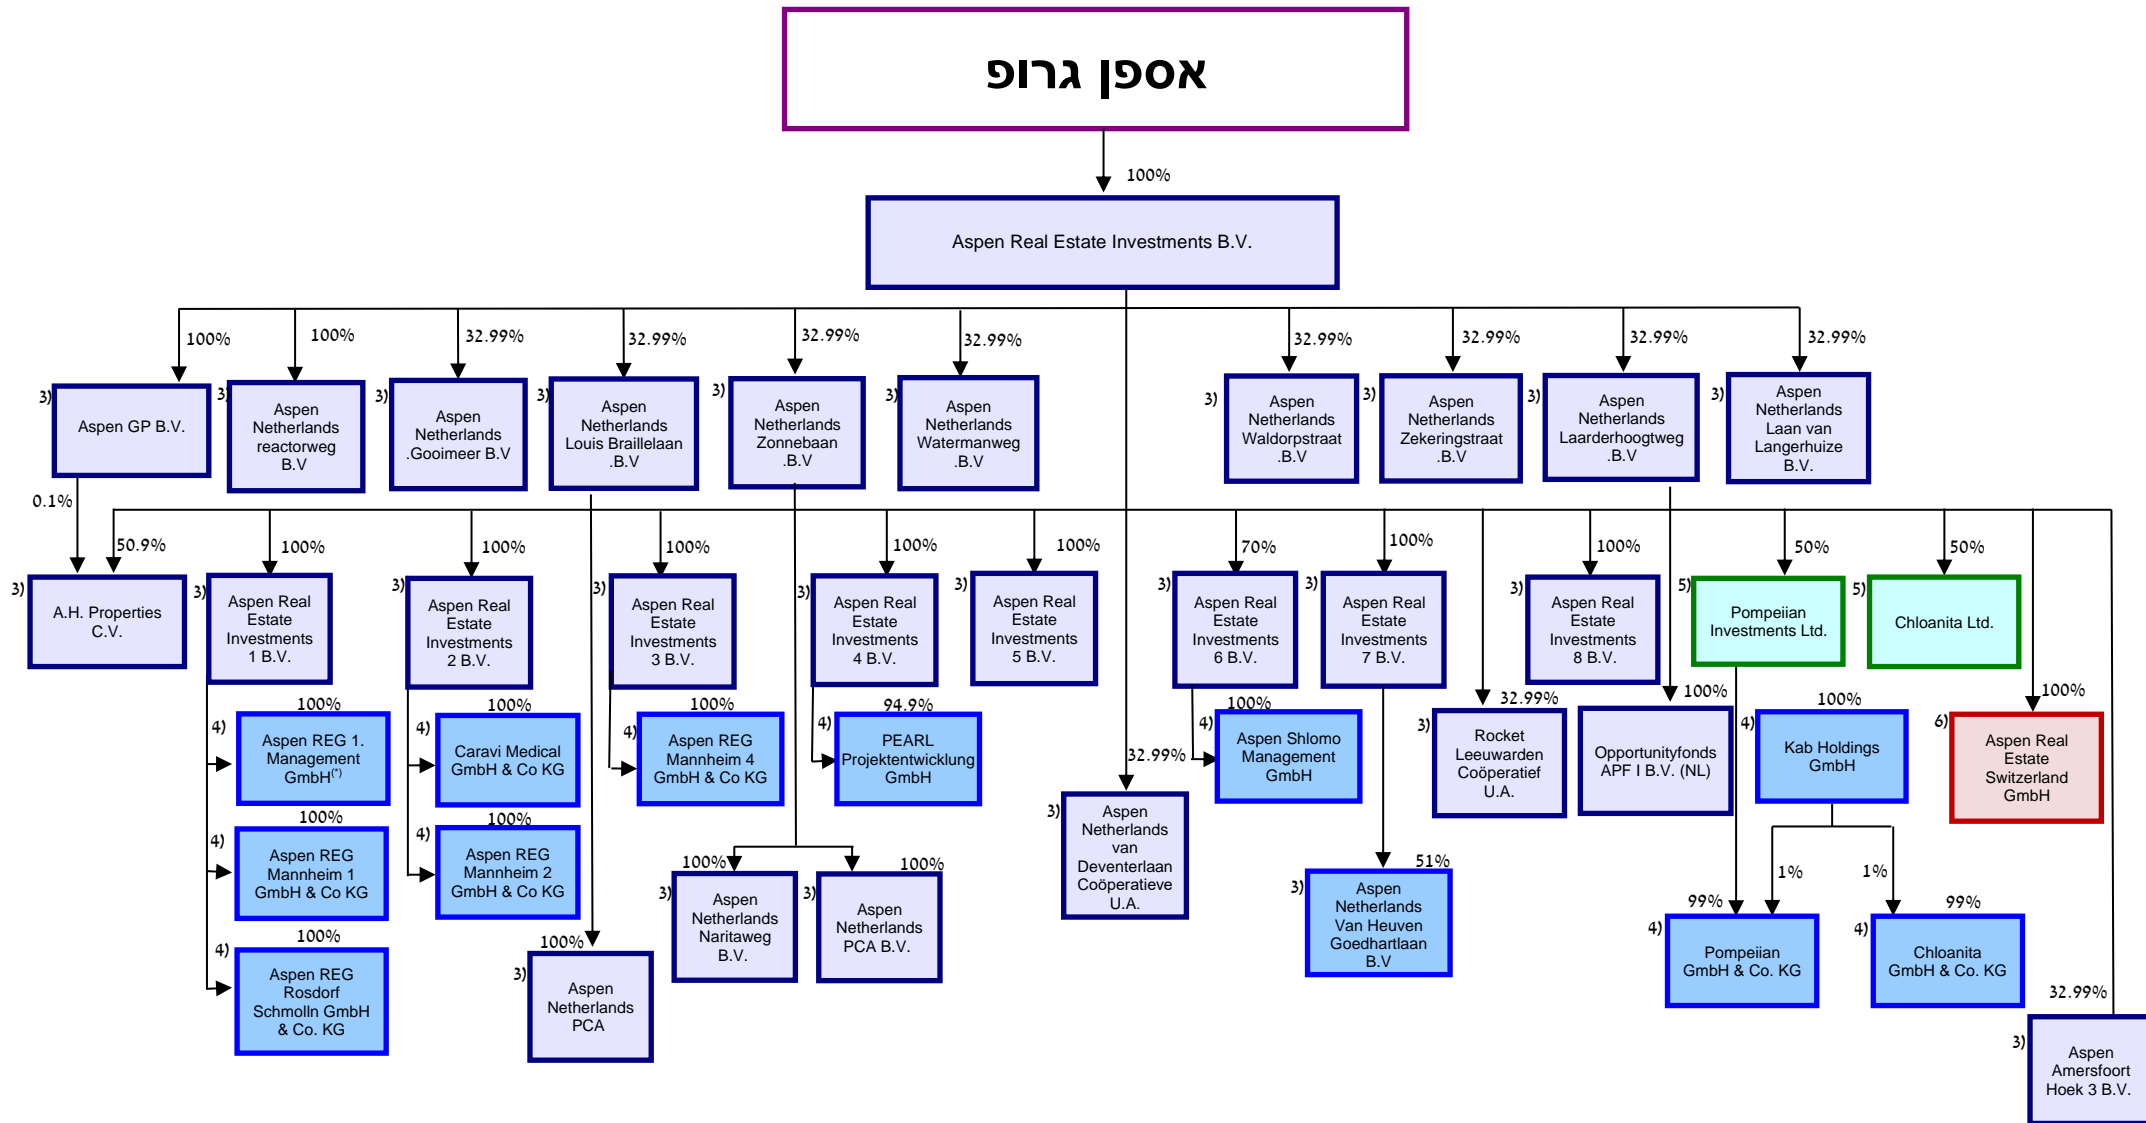 אספן גרופ
100%
Aspen Real Estate Investments B.V.
100%
100%
32.99%
32.99%
32.99%
32.99%
32.99%
32.99%
32.99%
32.99%
3)
Aspen GP B.V.
3)
Aspen
Netherlands
reactorweg
B.V
3)
Aspen
Netherlands
.Gooimeer B.V
3)
Aspen
Netherlands
Louis Braillelaan
.B.V
3)
Aspen
Netherlands
Zonnebaan
.B.V
3)
Aspen
Netherlands
Watermanweg
.B.V
3)
Aspen
Netherlands
Waldorpstraat
.B.V
3)
Aspen
Netherlands
Zekeringstraat
.B.V
3)
Aspen
Netherlands
Laarderhoogtweg
.B.V
3)
Aspen
Netherlands
Laan van
Langerhuize
B.V.
0.1%
50.9%
100%
100%
100%
100%
100%
70%
100%
100%
50%
50%
3)
A.H. Properties
C.V.
3)
Aspen Real
Estate
Investments
1 B.V.
3)
Aspen Real
Estate
Investments
2 B.V.
3)
Aspen Real
Estate
Investments
3 B.V.
3)
Aspen Real
Estate
Investments
4 B.V.
3)
Aspen Real
Estate
Investments
5 B.V.
3)
Aspen Real
Estate
Investments
6 B.V.
3)
Aspen Real
Estate
Investments
7 B.V.
3)
Aspen Real
Estate
Investments
8 B.V.
5)
Pompeiian
Investments Ltd.
5)
Chloanita Ltd.
100%
4)
Aspen REG 1.
Management
GmbH(*)
100%
4)
Caravi Medical
GmbH & Co KG
100%
4)
Aspen REG
Mannheim 4
GmbH & Co KG
94.9%
4)
PEARL
Projektentwicklung
GmbH
100%
4)
Aspen Shlomo
Management
GmbH
32.99%
3)
Rocket
Leeuwarden
Coöperatief
U.A.
100%
Opportunityfonds
APF I B.V. (NL)
100%
4)
Kab Holdings
GmbH
100%
6)
Aspen Real
Estate
Switzerland
GmbH
32.99%
3)
Aspen
Netherlands
van
Deventerlaan
Coöperatieve
U.A.
100%
4)
Aspen REG
Mannheim 1
GmbH & Co KG
100%
4)
Aspen REG
Mannheim 2
GmbH & Co KG
100%
3)
Aspen
Netherlands
Naritaweg
B.V.
100%
3)
Aspen
Netherlands
PCA B.V.
51%
3)
Aspen
Netherlands
Van Heuven
Goedhartlaan
B.V
1%
1%
99%
4)
Pompeiian
GmbH & Co. KG
99%
4)
Chloanita
GmbH & Co. KG
100%
4)
Aspen REG
Rosdorf
Schmolln GmbH
& Co. KG
100%
3)
Aspen
Netherlands
PCA
32.99%
3)
Aspen
Amersfoort
Hoek 3 B.V.